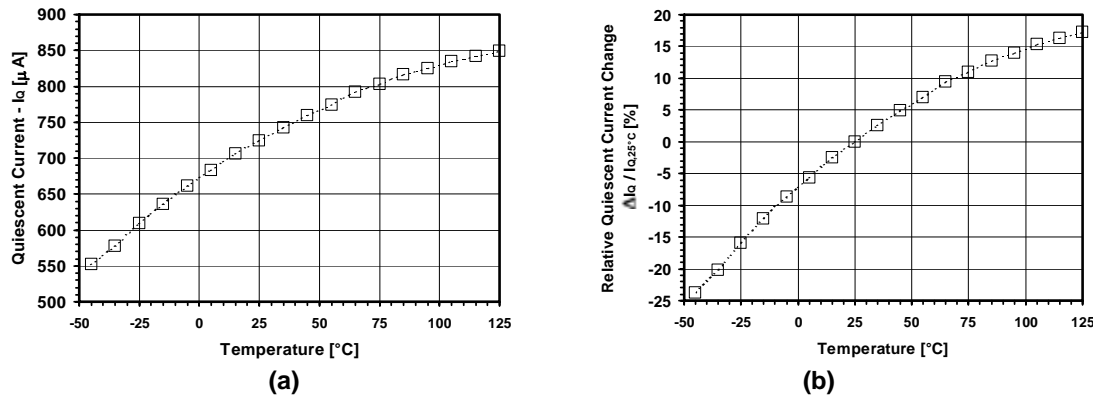 900
850
800
750
700
650
600
550
500
Quiescent Current - IQ [μA]
-50 -25 0 25 50 75 100 125
Temperature [°C]
(a)
20
15
10
5
0
-5
-10
-15
-20
-25
Relative Quiescent Current Change
ΔIQ / IQ,25°C [%]
-50 -25 0 25 50 75 100 125
Temperature [°C]
(b)